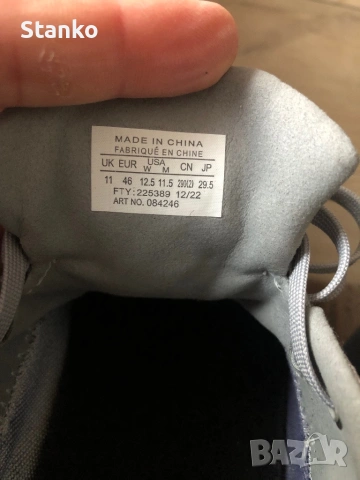 Stanko
MADE IN CHINA
FABRIQUÉ EN CHINE
UK EUR USA W M CN JP
11 46 12.5 11.5 290(2) 29.5
FTY: 225389 12/22
ART NO. 084246
BAZAR